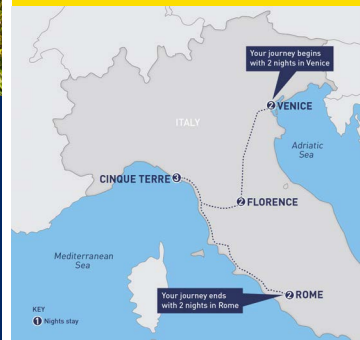 Your journey begins
with 2 nights in Venice
2 VENICE
ITALY
Adriatic
Sea
CINQUE TERRE 3
2 FLORENCE
Mediterranean
Sea
Your journey ends
with 2 nights in Rome
2 ROME
KEY
1 Nights stay